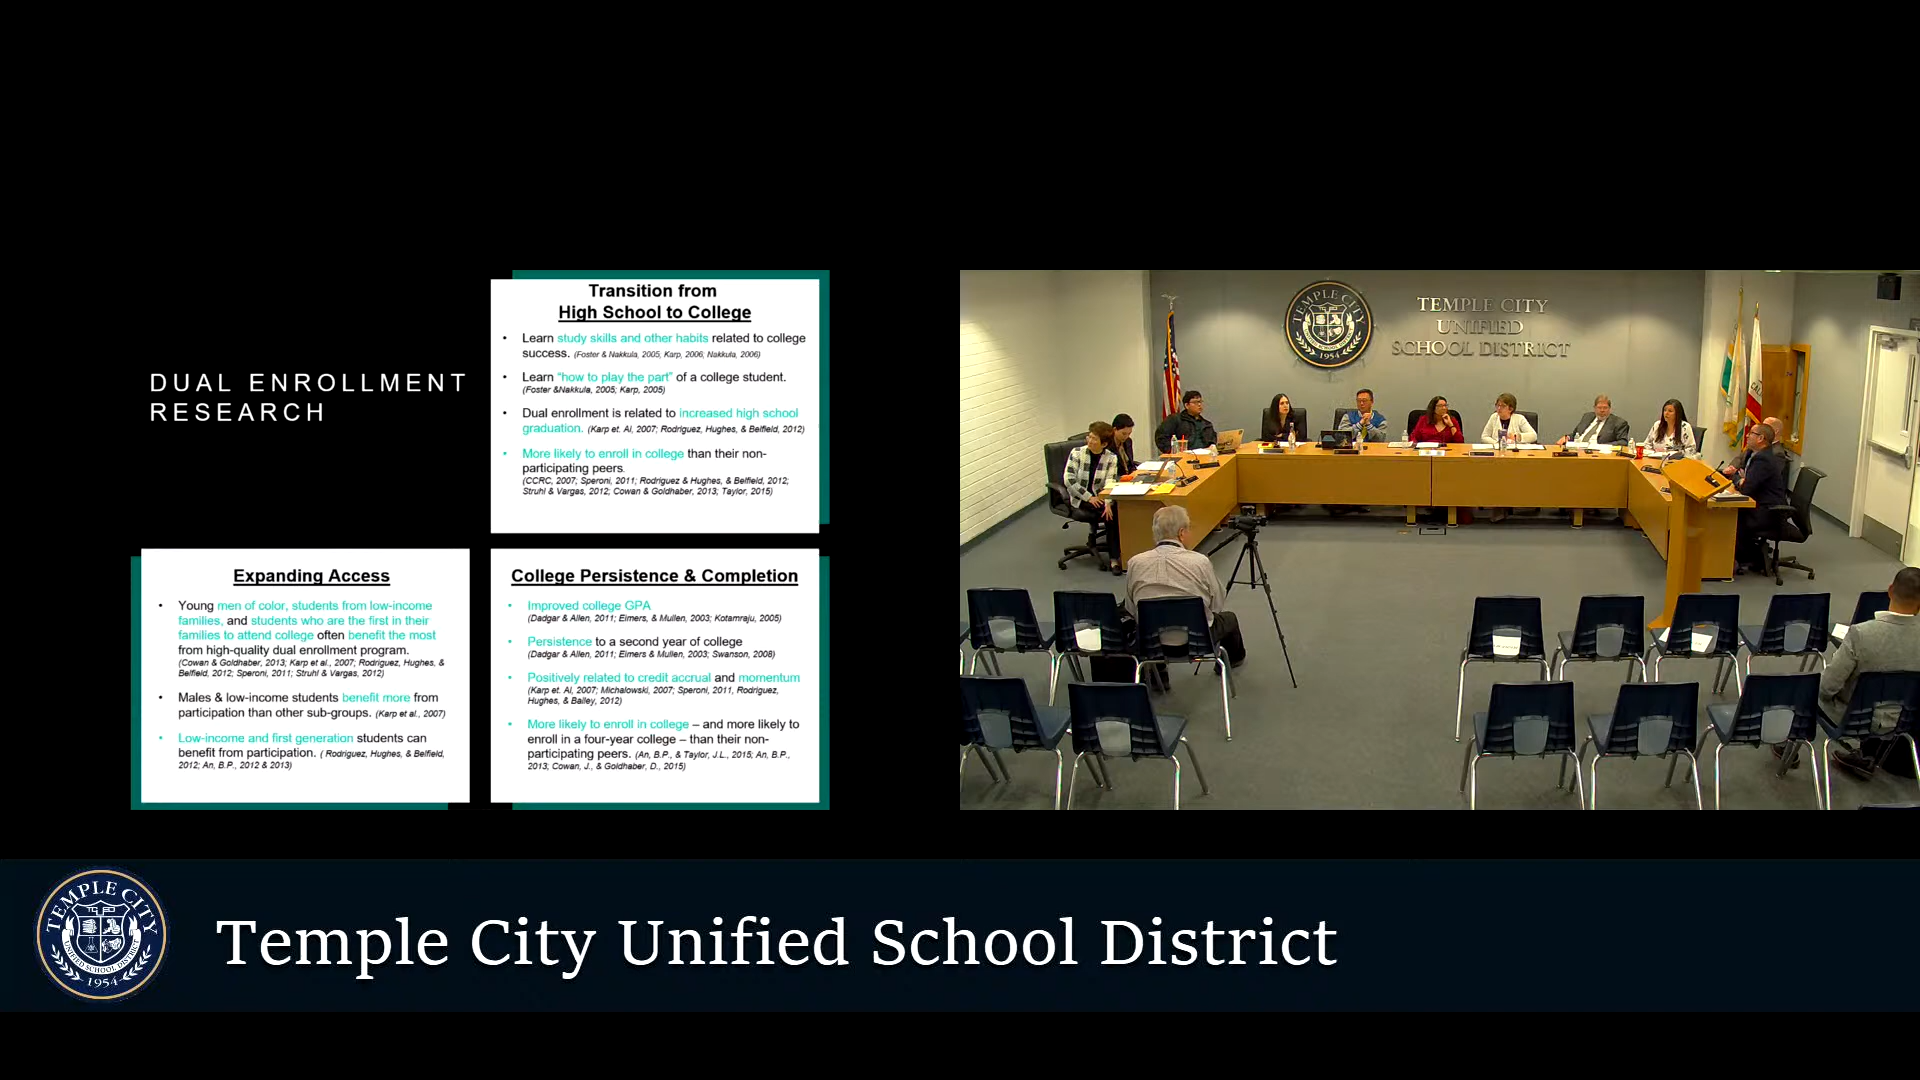 DUAL ENROLLMENT
RESEARCH
Transition from
High School to College
• Learn study skills and other habits related to college
success. (Foster & Nakkula, 2005, Karp, 2006, Nakkula, 2006)
• Learn "how to play the part" of a college student.
(Foster &Nakkula, 2005; Karp, 2005)
• Dual enrollment is related to increased high school
graduation. (Karp et. Al, 2007; Rodriguez, Hughes, & Belfield, 2012)
• More likely to enroll in college than their non-
participating peers.
(CCRC, 2007; Speroni, 2011; Rodriguez & Hughes, & Belfield, 2012;
Struhl & Vargas, 2012; Cowan & Goldhaber, 2013; Taylor, 2015)
Expanding Access
• Young men of color, students from low-income
families, and students who are the first in their
families to attend college often benefit the most
from high-quality dual enrollment program.
(Cowan & Goldhaber, 2013; Karp et al., 2007; Rodriguez, Hughes, &
Belfield, 2012; Speroni, 2011; Struhl & Vargas, 2012)
• Males & low-income students benefit more from
participation than other sub-groups. (Karp et al., 2007)
• Low-income and first generation students can
benefit from participation. ( Rodriguez, Hughes, & Belfield,
2012; An, B.P., 2012 & 2013)
College Persistence & Completion
• Improved college GPA
(Dadgar & Allen, 2011; Eimers, & Mullen, 2003; Kotamraju, 2005)
• Persistence to a second year of college
(Dadgar & Allen, 2011; Eimers & Mullen, 2003; Swanson, 2008)
• Positively related to credit accrual and momentum
(Karp et. Al, 2007; Michalowski, 2007; Speroni, 2011, Rodriguez,
Hughes, & Bailey, 2012)
• More likely to enroll in college – and more likely to
enroll in a four-year college – than their non-
participating peers. (An, B.P., & Taylor, J.L., 2015; An, B.P.,
2013; Cowan, J., & Goldhaber, D., 2015)
TEMPLE CITY
1954
TEMPLE CITY
UNIFIED
SCHOOL DISTRICT
TEMPLE CITY
UNIFIED SCHOOL DISTRICT
1954
Temple City Unified School District